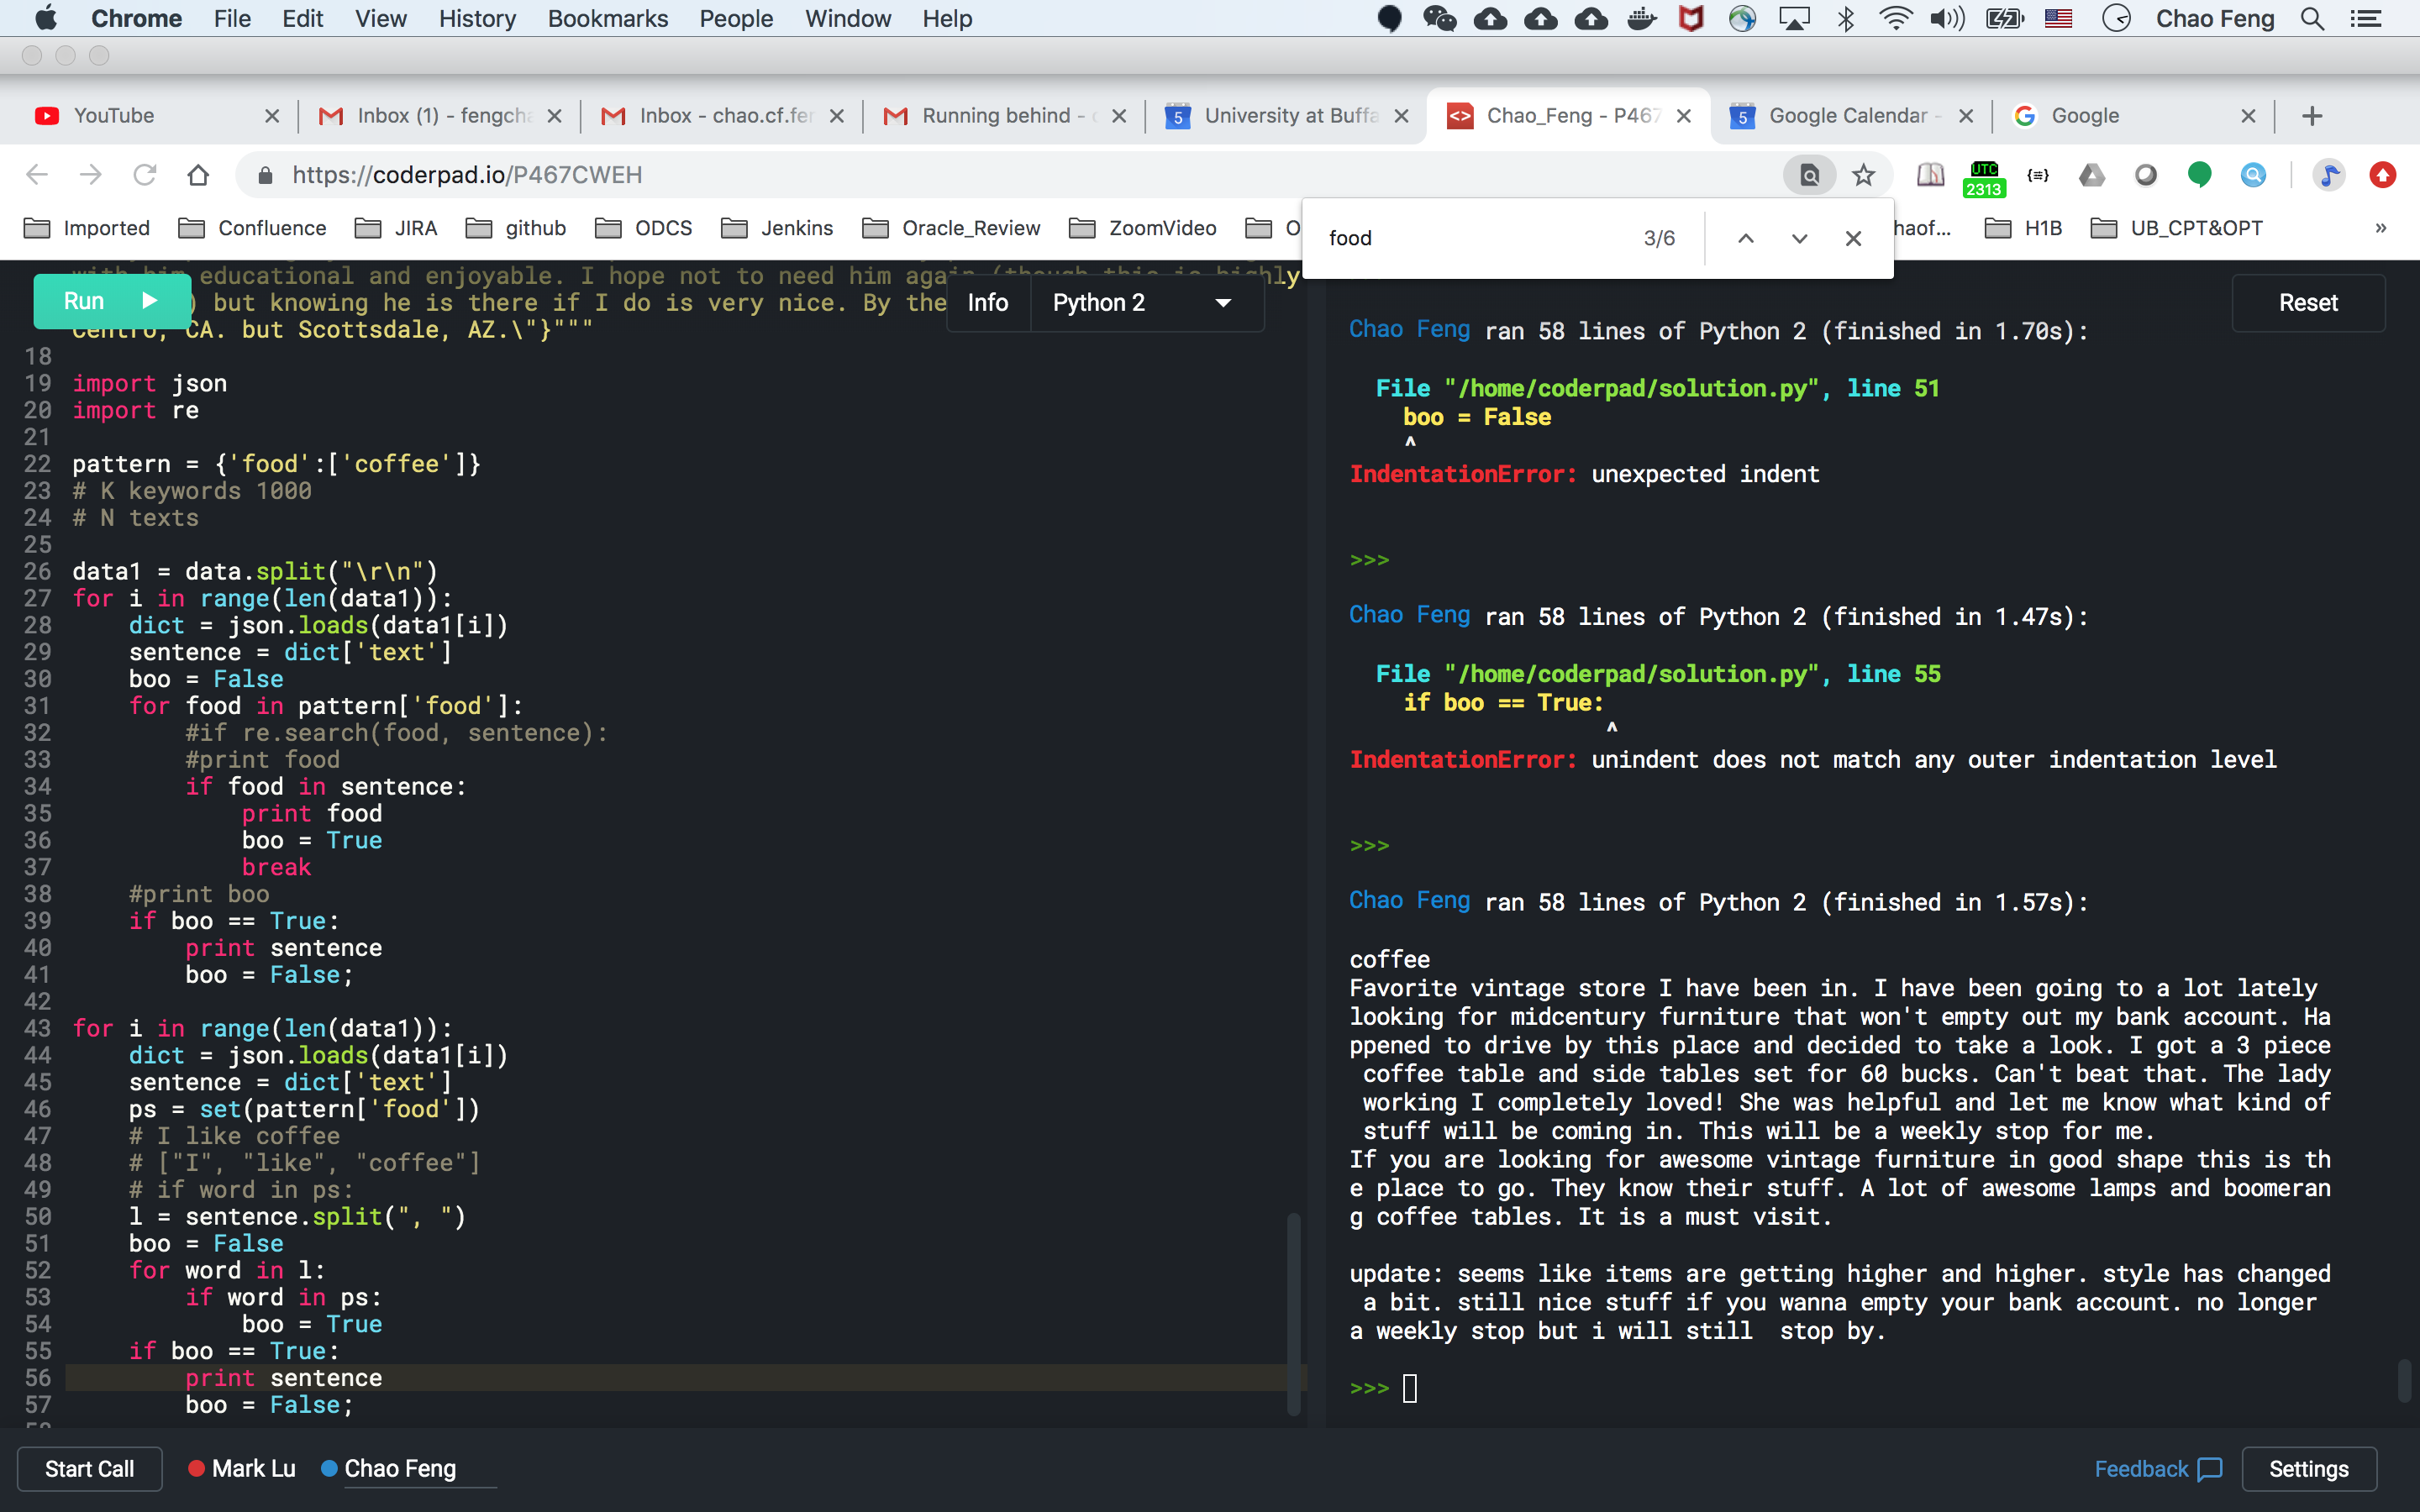 Chrome File Edit View History Bookmarks People Window Help Chao Feng
YouTube Inbox (1) - fengcha Inbox - chao.cf.fer Running behind - University at Buffa Chao_Feng - P467 Google Calendar - Google
https://coderpad.io/P467CWEH UTC 2313
Imported Confluence JIRA github ODCS Jenkins Oracle_Review ZoomVideo O haof... H1B UB_CPT&OPT »
food 3/6
with him educational and enjoyable. I hope not to need him again (though this is highly
) but knowing he is there if I do is very nice. By the
Centro, CA. but Scottsdale, AZ.\"}"""
Run
Info Python 2
Reset
18
19 import json
20 import re
21
22 pattern = {'food':['coffee']}
23 # K keywords 1000
24 # N texts
25
26 data1 = data.split("\r\n")
27 for i in range(len(data1)):
28     dict = json.loads(data1[i])
29     sentence = dict['text']
30     boo = False
31     for food in pattern['food']:
32         #if re.search(food, sentence):
33         #print food
34         if food in sentence:
35             print food
36             boo = True
37             break
38     #print boo
39     if boo == True:
40         print sentence
41         boo = False;
42
43 for i in range(len(data1)):
44     dict = json.loads(data1[i])
45     sentence = dict['text']
46     ps = set(pattern['food'])
47     # I like coffee
48     # ["I", "like", "coffee"]
49     # if word in ps:
50     l = sentence.split(", ")
51     boo = False
52     for word in l:
53         if word in ps:
54             boo = True
55     if boo == True:
56         print sentence
57         boo = False;
Chao Feng ran 58 lines of Python 2 (finished in 1.70s):
File "/home/coderpad/solution.py", line 51
boo = False
^
IndentationError: unexpected indent
>>>
Chao Feng ran 58 lines of Python 2 (finished in 1.47s):
File "/home/coderpad/solution.py", line 55
if boo == True:
^
IndentationError: unindent does not match any outer indentation level
>>>
Chao Feng ran 58 lines of Python 2 (finished in 1.57s):
coffee
Favorite vintage store I have been in. I have been going to a lot lately
looking for midcentury furniture that won't empty out my bank account. Ha
ppened to drive by this place and decided to take a look. I got a 3 piece
coffee table and side tables set for 60 bucks. Can't beat that. The lady
working I completely loved! She was helpful and let me know what kind of
stuff will be coming in. This will be a weekly stop for me.
If you are looking for awesome vintage furniture in good shape this is th
e place to go. They know their stuff. A lot of awesome lamps and boomeran
g coffee tables. It is a must visit.
update: seems like items are getting higher and higher. style has changed
a bit. still nice stuff if you wanna empty your bank account. no longer
a weekly stop but i will still  stop by.
>>>
Start Call Mark Lu Chao Feng Feedback Settings